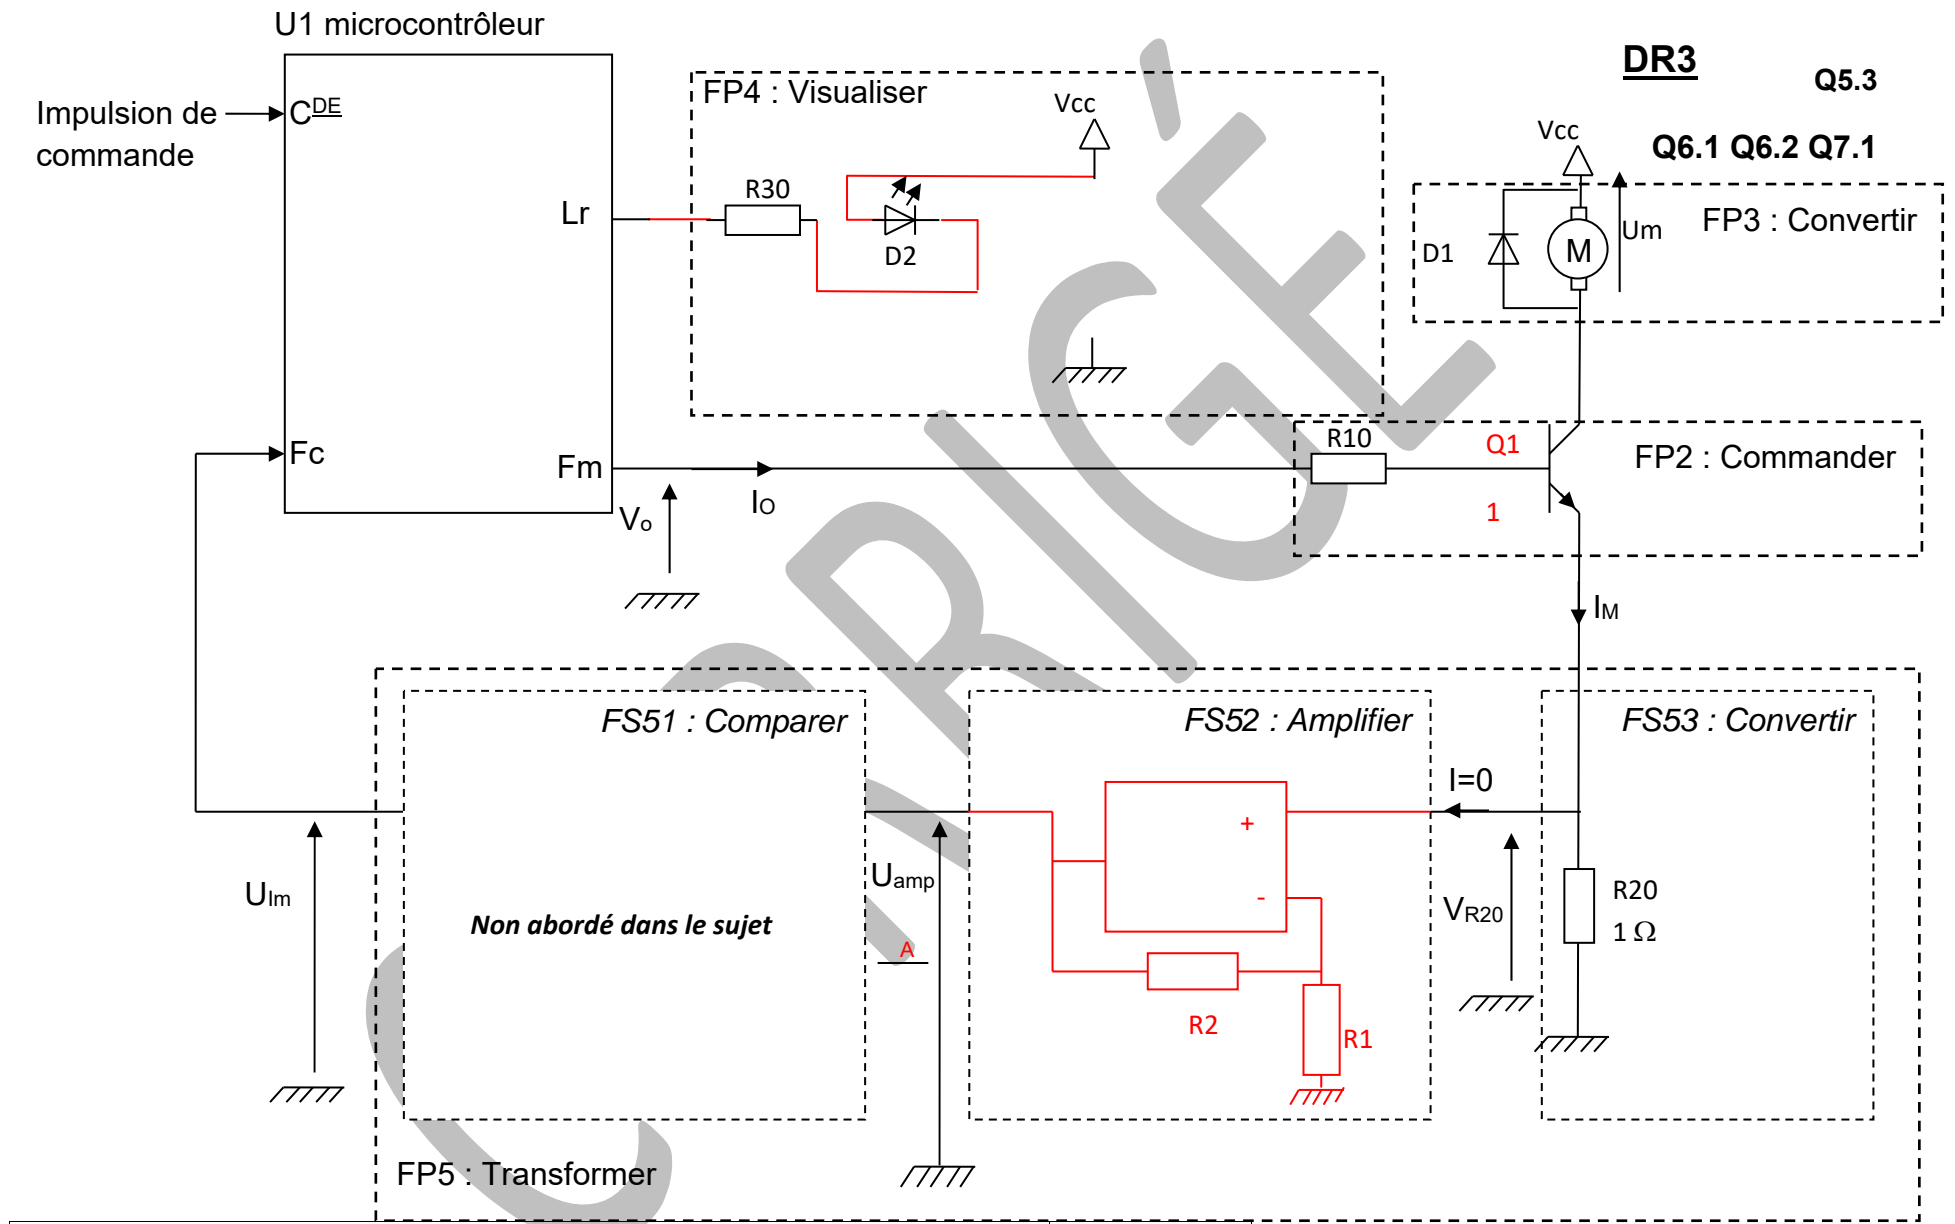 U1 microcontrôleur
DR3
Q5.3
Q6.1 Q6.2 Q7.1
Impulsion de
commande
CDE
Lr
Fc
Fm
FP4 : Visualiser
Vcc
R30
D2
Vcc
FP3 : Convertir
Um
D1
M
R10
Q1
1
FP2 : Commander
Vo
IO
IM
FS51 : Comparer
FS52 : Amplifier
FS53 : Convertir
I=0
+
-
UIm
Uamp
A
Non abordé dans le sujet
VR20
R20
1 Ω
R2
R1
FP5 : Transformer
CORRIGÉ